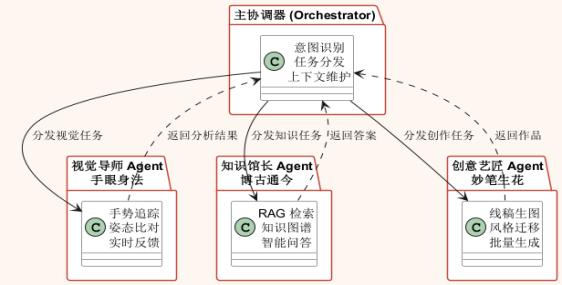 主协调器 (Orchestrator)
C
意图识别
任务分发
上下文维护
分发视觉任务
返回分析结果
分发知识任务
返回答案
分发创作任务
返回作品
视觉导师 Agent
手眼身法
C
手势追踪
姿态比对
实时反馈
知识馆长 Agent
博古通今
C
RAG 检索
知识图谱
智能问答
创意艺匠 Agent
妙笔生花
C
线稿生图
风格迁移
批量生成